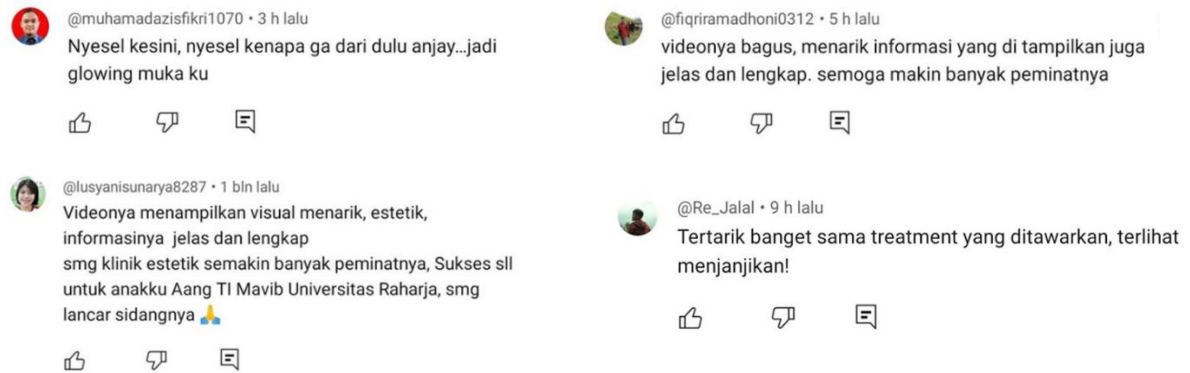 @muhamadazisfikri1070 • 3 h lalu
Nyesel kesini, nyesel kenapa ga dari dulu anjay...jadi
glowing muka ku
@fiqriramadhoni0312 • 5 h lalu
videonya bagus, menarik informasi yang di tampilkan juga
jelas dan lengkap. semoga makin banyak peminatnya
@lusyanisunarya8287 • 1 bln lalu
Videonya menampilkan visual menarik, estetik,
informasinya  jelas dan lengkap
smg klinik estetik semakin banyak peminatnya, Sukses sll
untuk anakku Aang TI Mavib Universitas Raharja, smg
lancar sidangnya 🙏
@Re_Jalal • 9 h lalu
Tertarik banget sama treatment yang ditawarkan, terlihat
menjanjikan!